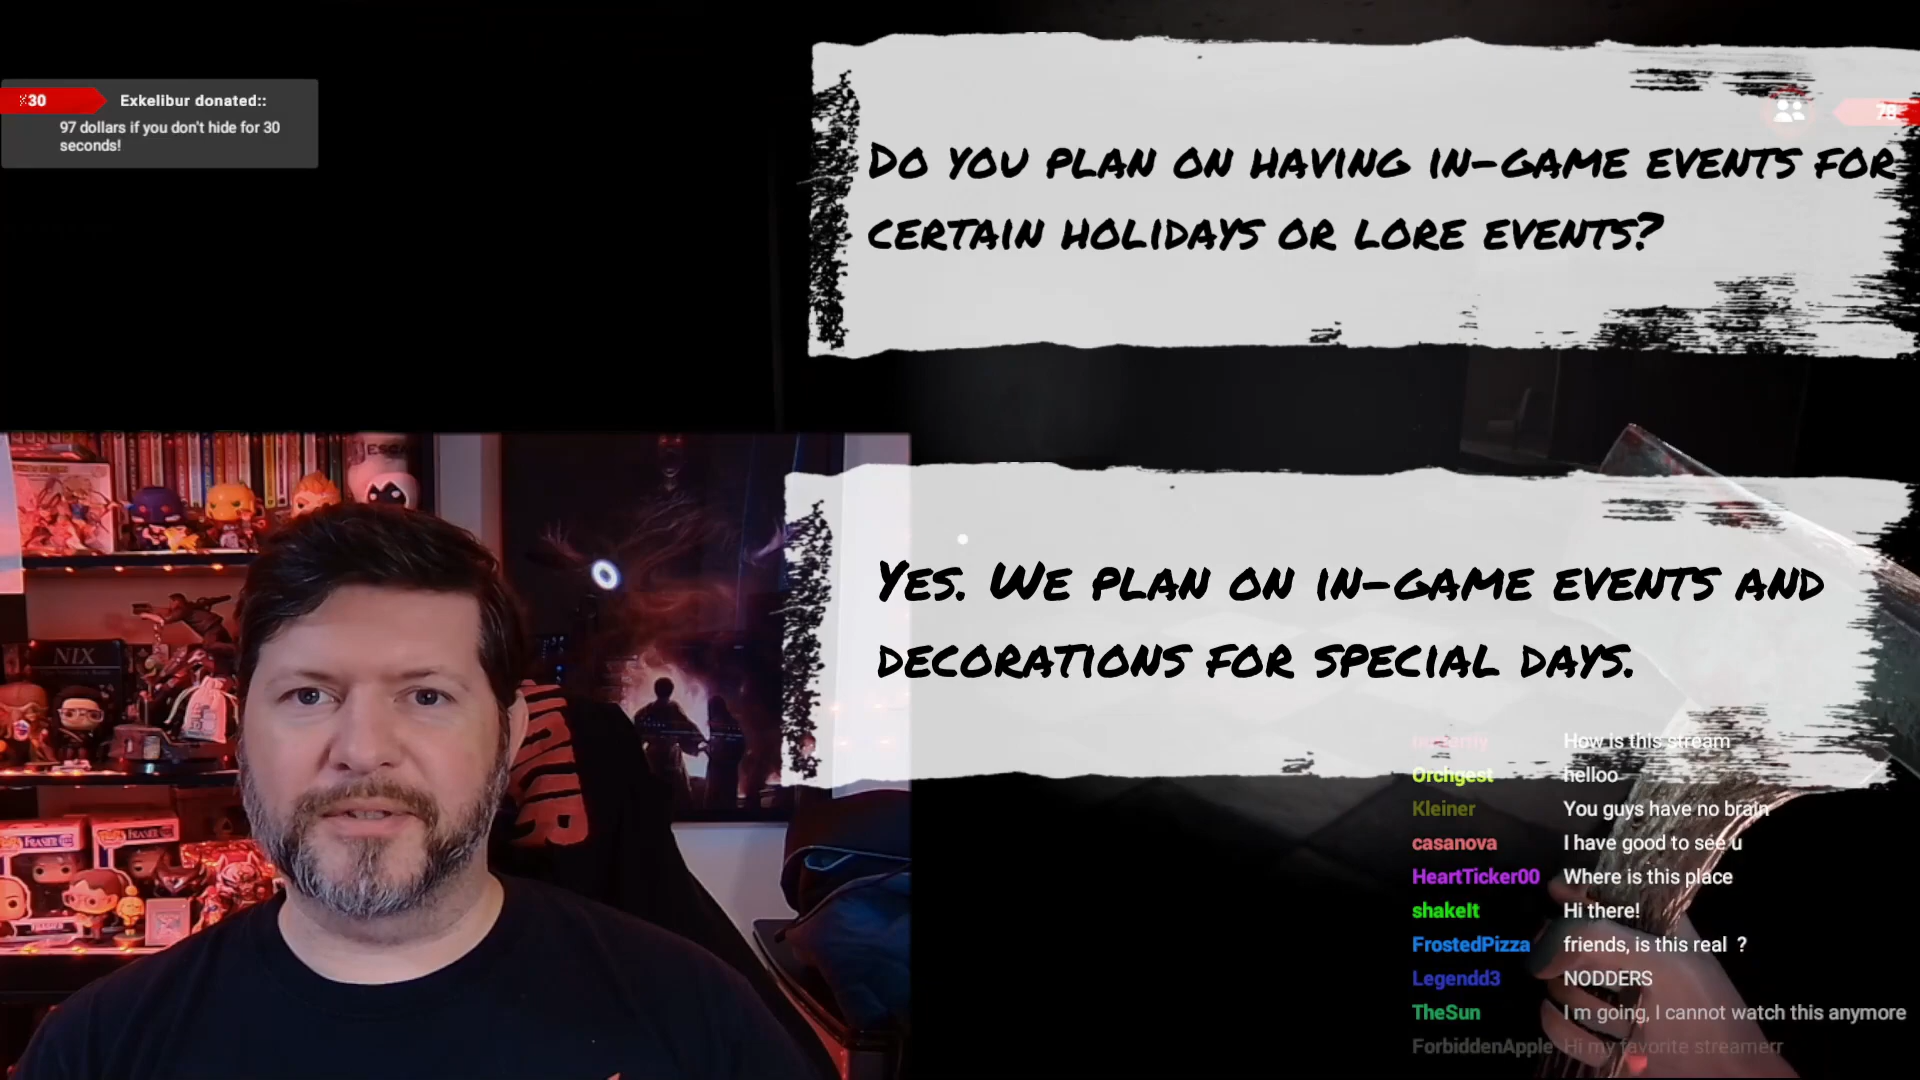 30
Exkelibur donated::
97 dollars if you don't hide for 30
seconds!
Do you plan on having in-game events for
certain holidays or lore events?
Yes. We plan on in-game events and
decorations for special days.
How is this stream
Orchgest helloo
Kleiner You guys have no brain
casanova I have good to see u
HeartTicker00 Where is this place
shakeIt Hi there!
FrostedPizza friends, is this real ?
Legendd3 NODDERS
TheSun I m going, I cannot watch this anymore
ForbiddenApple Hi my favorite streamerr
NIX
FRASIER
FRASIER